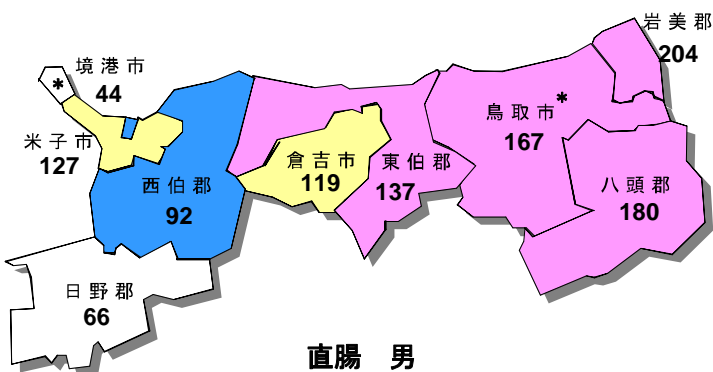 岩美郡
204
境港市
*
44
鳥取市*
167
米子市
127
倉吉市
119
東伯郡
137
西伯郡
92
八頭郡
180
日野郡
66
直腸 男